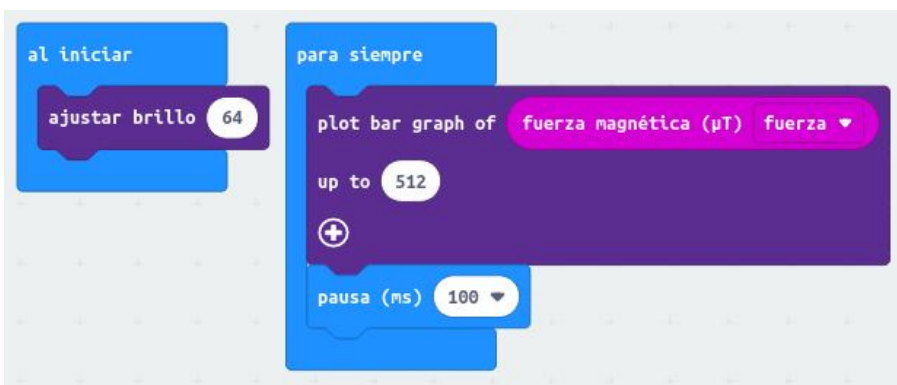 al iniciar
ajustar brillo 64
para siempre
plot bar graph of fuerza magnética (µT) fuerza
up to 512
pausa (ms) 100